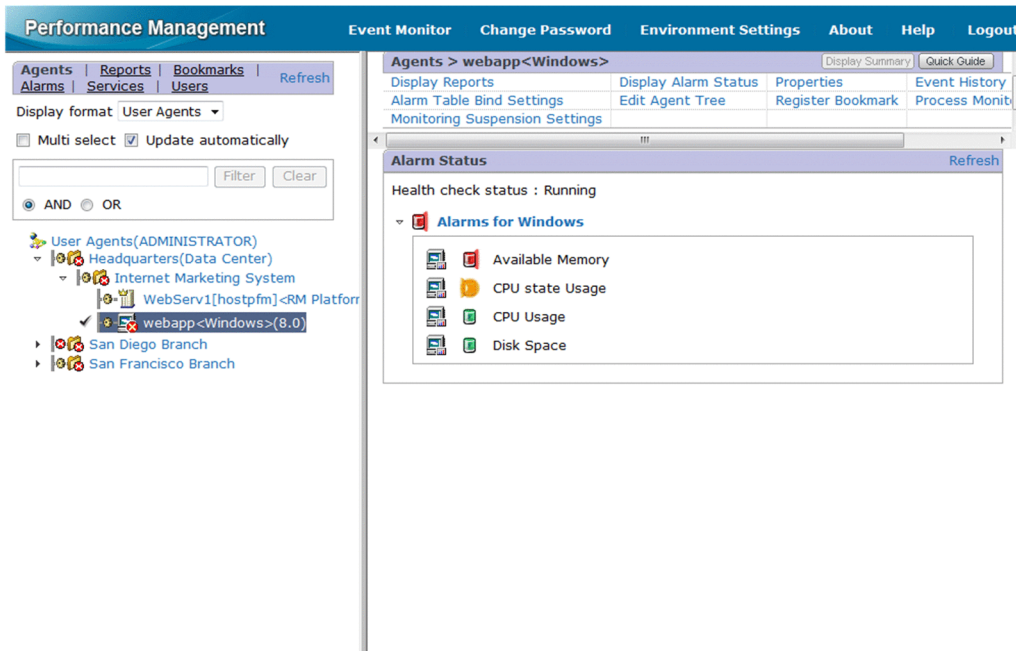 Performance Management
Event Monitor Change Password Environment Settings About Help Logout
Agents | Reports | Bookmarks |
Alarms | Services | Users
Refresh
Display format User Agents
Multi select Update automatically
Filter Clear
AND OR
User Agents(ADMINISTRATOR)
Headquarters(Data Center)
Internet Marketing System
WebServ1[hostpfm]<RM Platforr
webapp<Windows>(8.0)
San Diego Branch
San Francisco Branch
Agents > webapp<Windows>
Display Summary Quick Guide
Display Reports Display Alarm Status Properties Event History
Alarm Table Bind Settings Edit Agent Tree Register Bookmark Process Monito
Monitoring Suspension Settings
Alarm Status Refresh
Health check status : Running
Alarms for Windows
Available Memory
CPU state Usage
CPU Usage
Disk Space